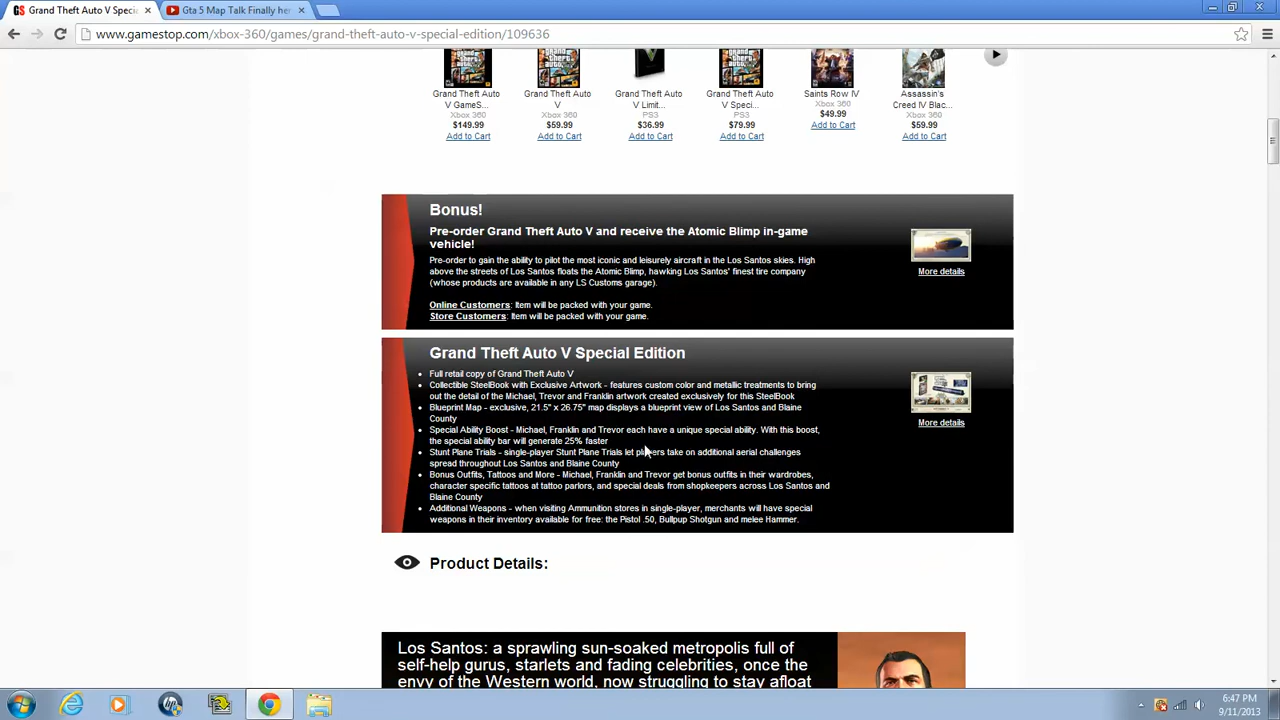 Grand Theft Auto V Speci
Gta 5 Map Talk Finally her
www.gamestop.com/xbox-360/games/grand-theft-auto-v-special-edition/109636
Grand Theft Auto
V GameS...
Xbox 360
$149.99
Add to Cart
Grand Theft Auto
V
Xbox 360
$59.99
Add to Cart
Grand Theft Auto
V Limit...
PS3
$36.99
Add to Cart
Grand Theft Auto
V Speci...
PS3
$79.99
Add to Cart
Saints Row IV
Xbox 360
$49.99
Add to Cart
Assassin's
Creed IV Blac...
Xbox 360
$59.99
Add to Cart
Bonus!
Pre-order Grand Theft Auto V and receive the Atomic Blimp in-game
vehicle!
Pre-order to gain the ability to pilot the most iconic and leisurely aircraft in the Los Santos skies. High
above the streets of Los Santos floats the Atomic Blimp, hawking Los Santos' finest tire company
(whose products are available in any LS Customs garage).
Online Customers: Item will be packed with your game.
Store Customers: Item will be packed with your game.
More details
Grand Theft Auto V Special Edition
Full retail copy of Grand Theft Auto V
Collectible SteelBook with Exclusive Artwork - features custom color and metallic treatments to bring
out the detail of the Michael, Trevor and Franklin artwork created exclusively for this SteelBook
Blueprint Map - exclusive, 21.5" x 26.75" map displays a blueprint view of Los Santos and Blaine
County
Special Ability Boost - Michael, Franklin and Trevor each have a unique special ability. With this boost,
the special ability bar will generate 25% faster
Stunt Plane Trials - single-player Stunt Plane Trials let players take on additional aerial challenges
spread throughout Los Santos and Blaine County
Bonus Outfits, Tattoos and More - Michael, Franklin and Trevor get bonus outfits in their wardrobes,
character specific tattoos at tattoo parlors, and special deals from shopkeepers across Los Santos and
Blaine County
Additional Weapons - when visiting Ammunition stores in single-player, merchants will have special
weapons in their inventory available for free: the Pistol .50, Bullpup Shotgun and melee Hammer.
More details
Product Details:
Los Santos: a sprawling sun-soaked metropolis full of
self-help gurus, starlets and fading celebrities, once the
envy of the Western world, now struggling to stay afloat
6:47 PM
9/11/2013